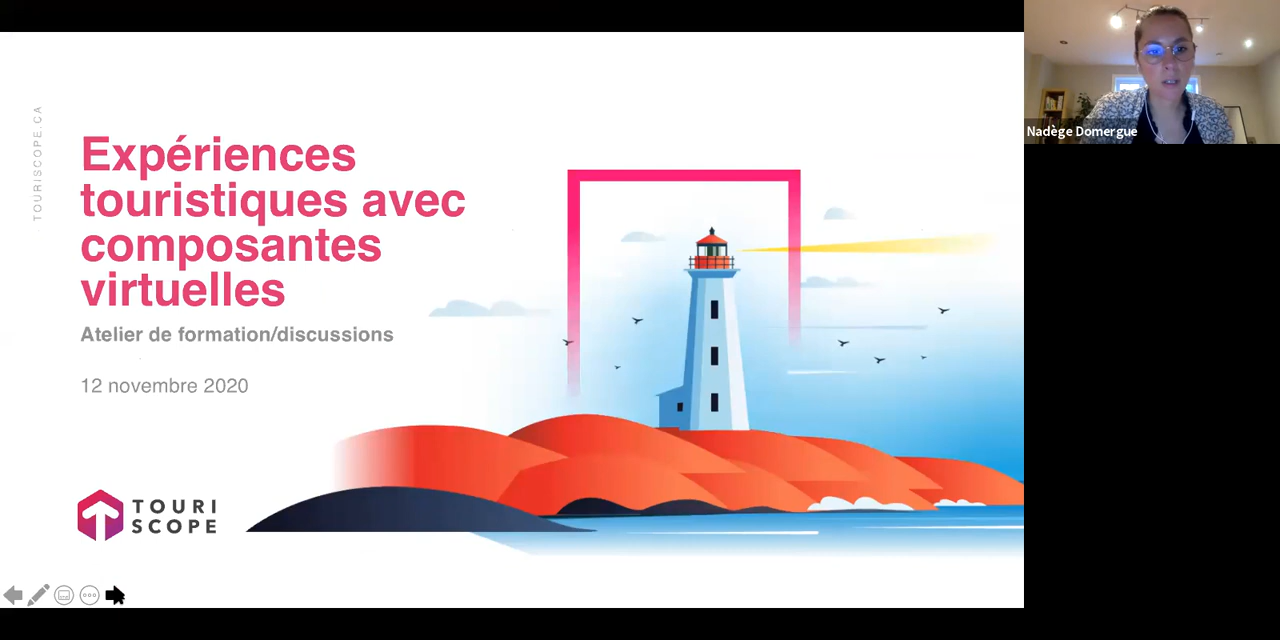 TOURISCOPE.CA
Expériences
touristiques avec
composantes
virtuelles
Atelier de formation/discussions
12 novembre 2020
TOURI
SCOPE
Nadège Domergue